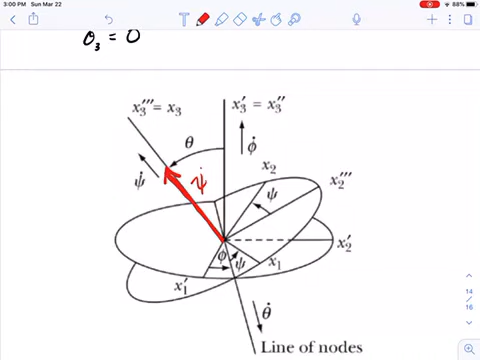 3:00 PM Sun Mar 22
88%
θ₃ = 0
x₃''' = x₃
x₃' = x₃''
θ
ϕ̇
x₂
ψ̇
ψ̇
ψ
x₂'''
x₂'
ϕ
ψ
x₁
x₁'
θ̇
14
16
Line of nodes